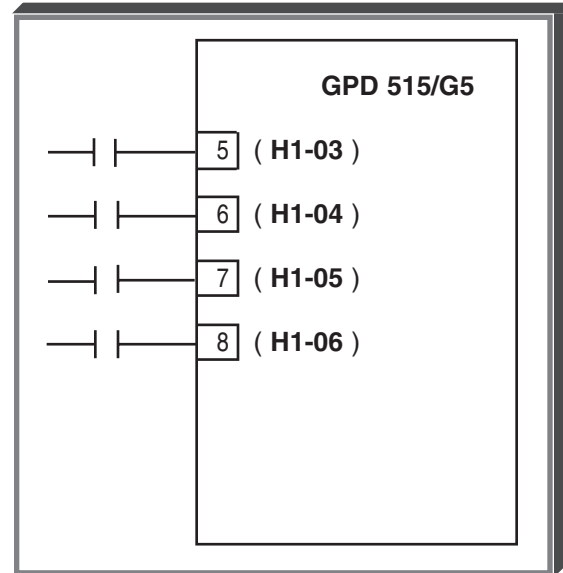 GPD 515/G5
5 ( H1-03 )
6 ( H1-04 )
7 ( H1-05 )
8 ( H1-06 )